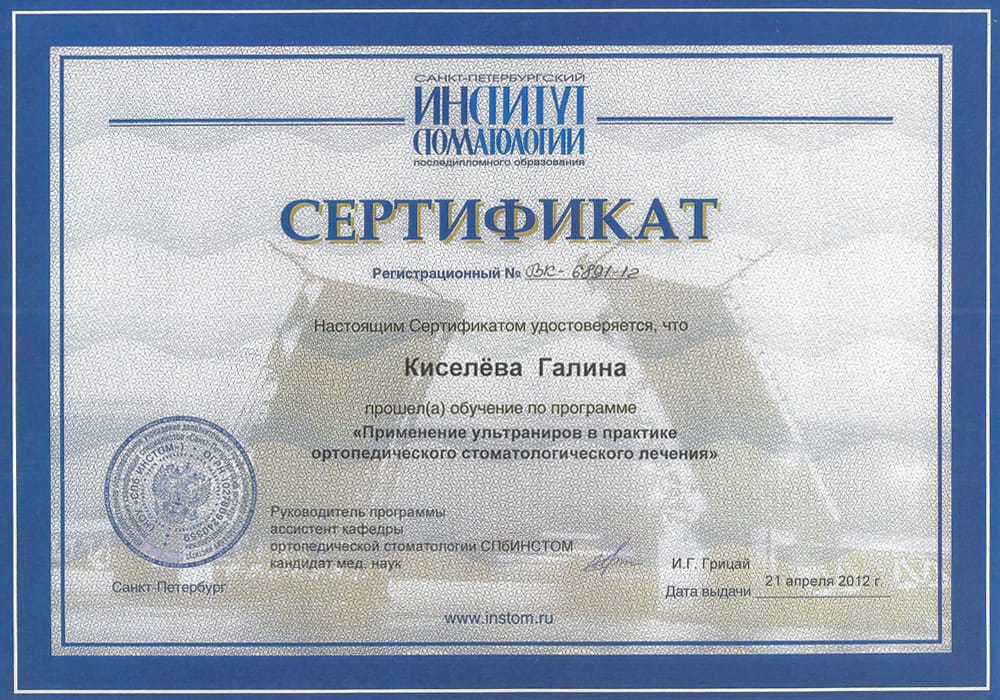 САНКТ-ПЕТЕРБУРГСКИЙ
ИНСТИТУТ
СТОМАТОЛОГИИ
последипломного образования
СЕРТИФИКАТ
Регистрационный № ВК-6891-12
Настоящим Сертификатом удостоверяется, что
Киселёва Галина
прошел(а) обучение по программе
«Применение ультраниров в практике
ортопедического стоматологического лечения»
Руководитель программы
ассистент кафедры
ортопедической стоматологии СПбИНСТОМ
кандидат мед. наук
И.Г. Грицай
Санкт-Петербург
Дата выдачи 21 апреля 2012 г.
www.instom.ru